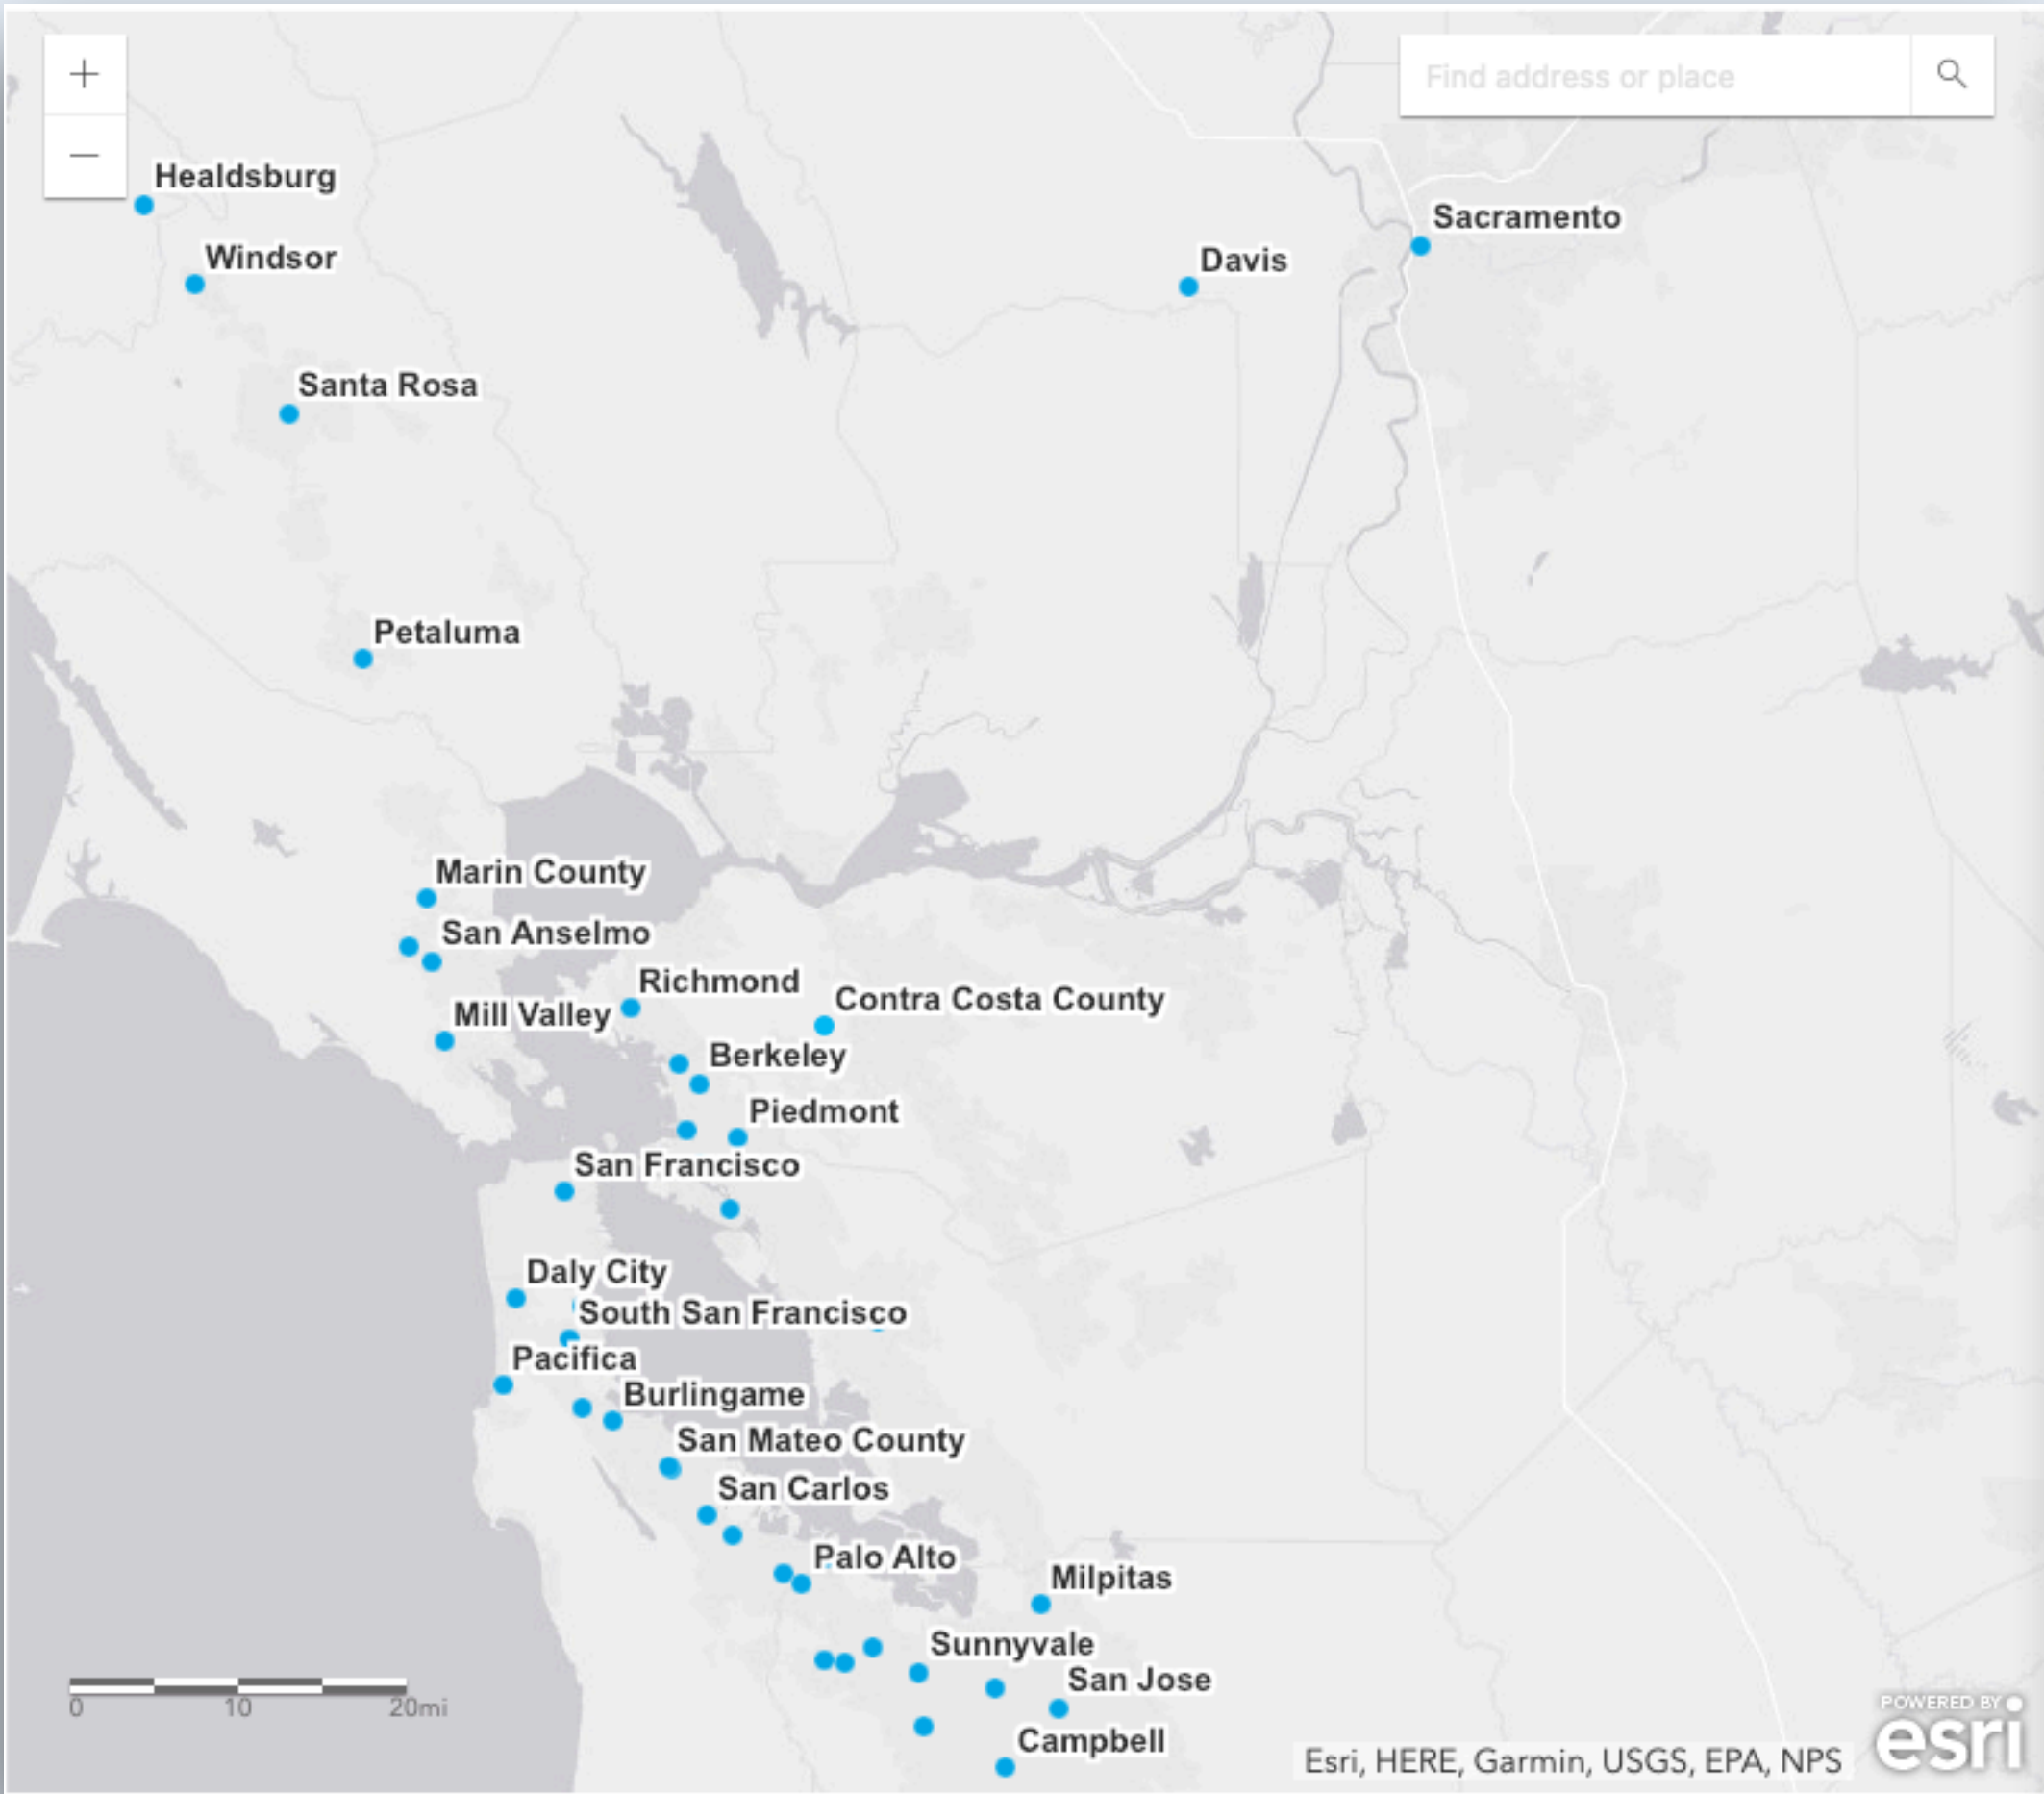 +
Find address or place
−
Healdsburg
Sacramento
Windsor
Davis
Santa Rosa
Petaluma
Marin County
San Anselmo
Richmond
Contra Costa County
Mill Valley
Berkeley
Piedmont
San Francisco
Daly City
South San Francisco
Pacifica
Burlingame
San Mateo County
San Carlos
Palo Alto
Milpitas
Sunnyvale
San Jose
0 10 20mi
Campbell
POWERED BY
esri
Esri, HERE, Garmin, USGS, EPA, NPS